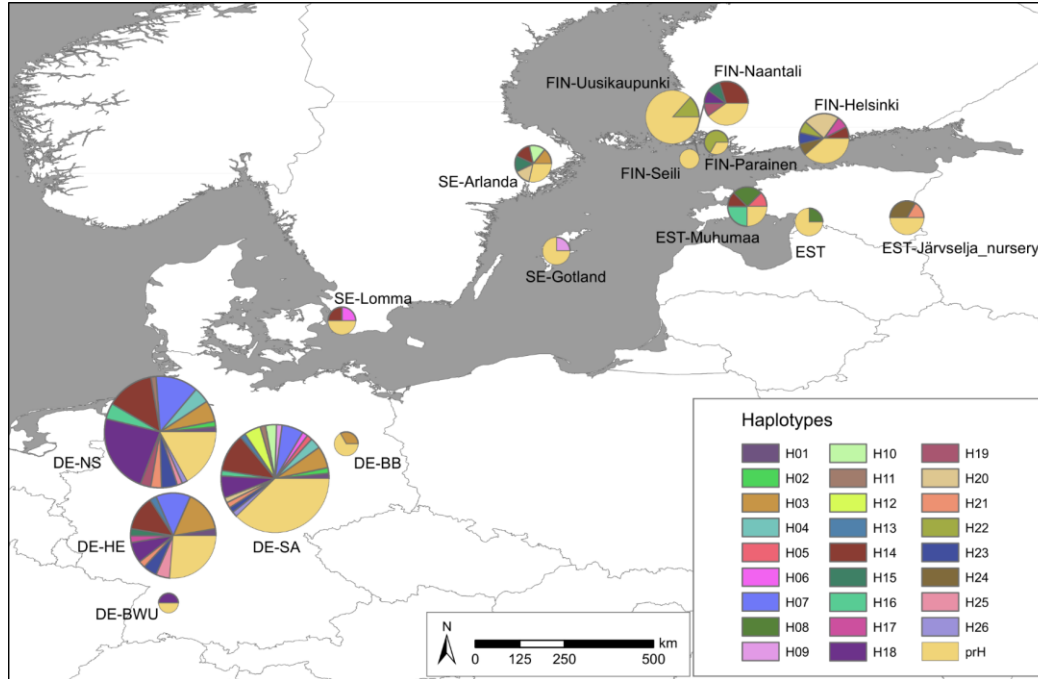 FIN-Naantali
FIN-Uusikaupunki
FIN-Helsinki
SE-Arlanda
FIN-Seili
FIN-Parainen
EST-Muhumaa
EST
EST-Järvselja_nursery
SE-Gotland
SE-Lomma
DE-NS
DE-BB
DE-HE
DE-SA
DE-BWU
N
km
0 125 250 500
Haplotypes
H01 H10 H19
H02 H11 H20
H03 H12 H21
H04 H13 H22
H05 H14 H23
H06 H15 H24
H07 H16 H25
H08 H17 H26
H09 H18 prH